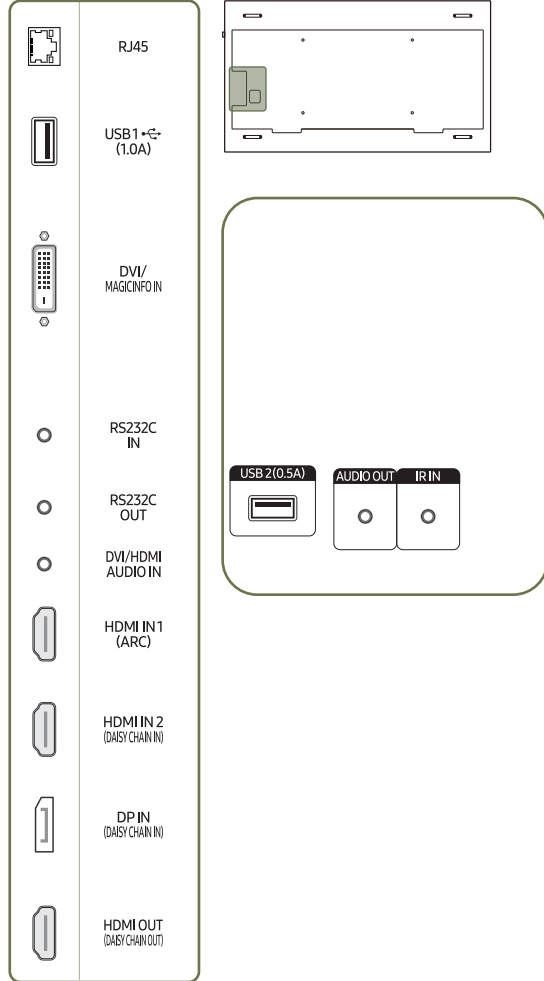 RJ45
USB1
(1.0A)
DVI/
MAGICINFO IN
RS232C
IN
RS232C
OUT
DVI/HDMI
AUDIO IN
HDMI IN 1
(ARC)
HDMI IN 2
(DAISY CHAIN IN)
DP IN
(DAISY CHAIN IN)
HDMI OUT
(DAISY CHAIN OUT)
USB 2(0.5A)
AUDIO OUT
IR IN